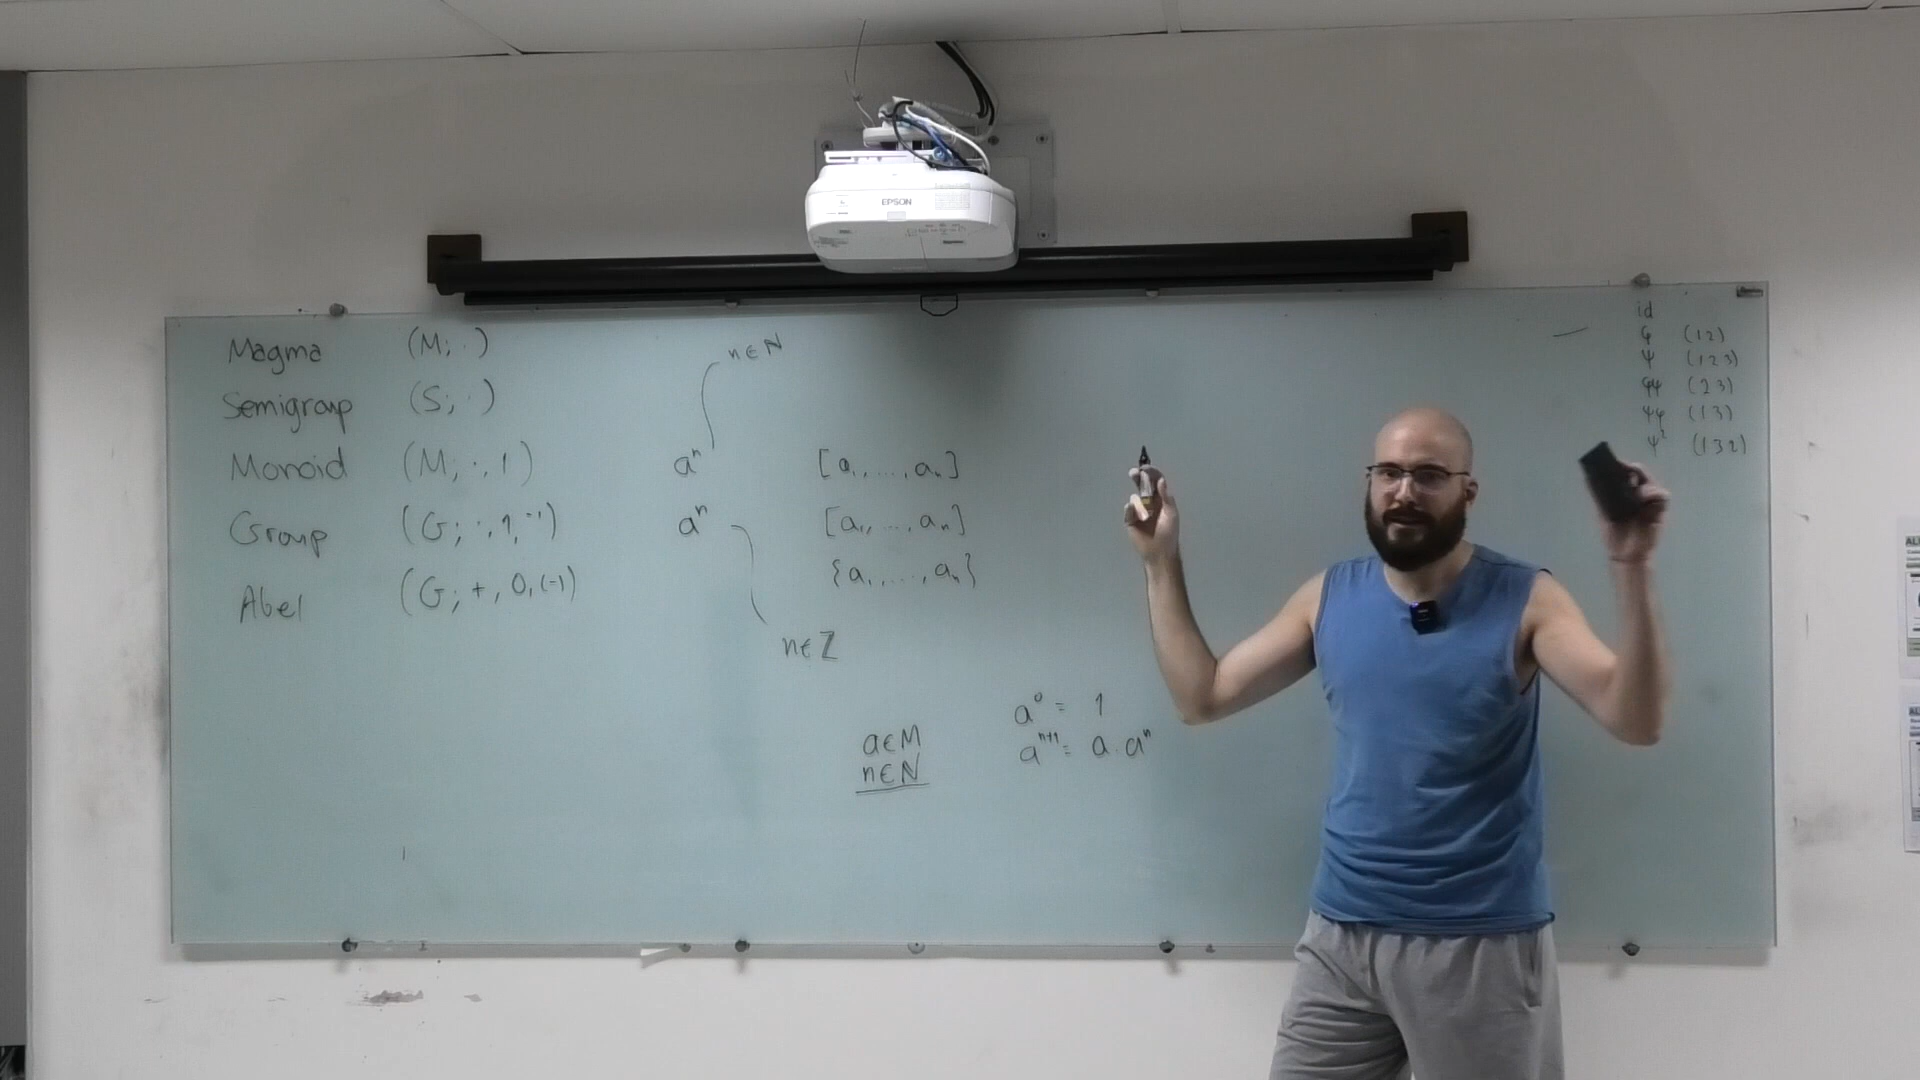 EPSON
Magma (M; ·)
Semigroup (S; ·)
Monoid (M; ·, 1)
Group (G; ·, 1, ⁻¹)
Abel (G; +, 0, (-1)
n ∈ ℕ
aⁿ [a₁, ..., aₙ]
aⁿ [a₁, ..., aₙ]
{a₁, ..., aₙ}
n ∈ ℤ
a ∈ M
n ∈ ℕ
a⁰ = 1
aⁿ⁺¹ = a · aⁿ
id
φ (1 2)
ψ (1 2 3)
φψ (2 3)
ψφ (1 3)
ψ² (1 3 2)